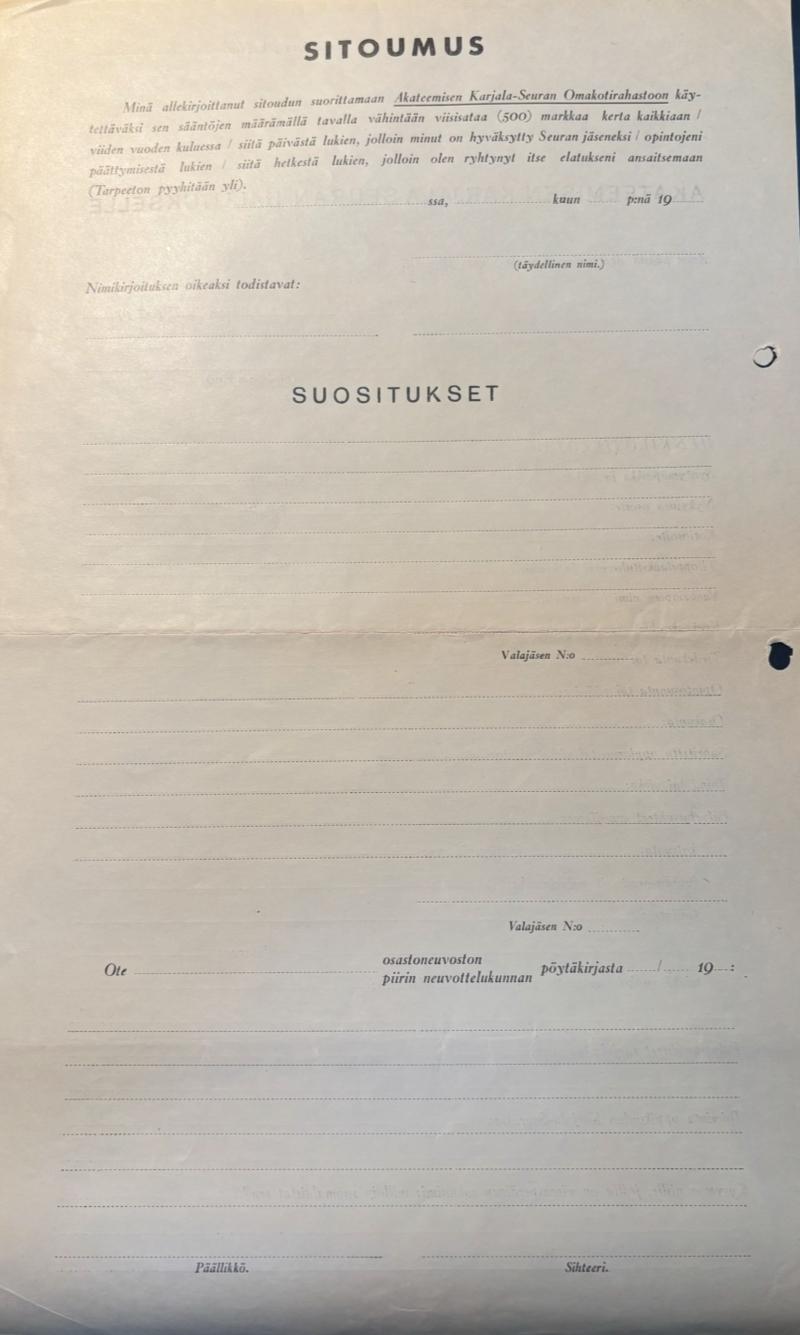 SITOUMUS
Minä allekirjoittanut sitoudun suorittamaan Akateemisen Karjala-Seuran Omakotirahastoon käy-
tettäväksi sen sääntöjen määrämällä tavalla vähintään viisisataa (500) markkaa kerta kaikkiaan /
viiden vuoden kuluessa / siitä päivästä lukien, jolloin minut on hyväksytty Seuran jäseneksi / opintojeni
päättymisestä lukien / siitä hetkestä lukien, jolloin olen ryhtynyt itse elatukseni ansaitsemaan
(Tarpeeton pyyhitään yli).
ssa, kuun p:nä 19
(täydellinen nimi.)
Nimikirjoituksen oikeaksi todistavat:
SUOSITUKSET
Valajäsen N:o
Valajäsen N:o
Ote osastoneuvoston pöytäkirjasta / 19 :
piirin neuvottelukunnan
Päällikkö. Sihteeri.